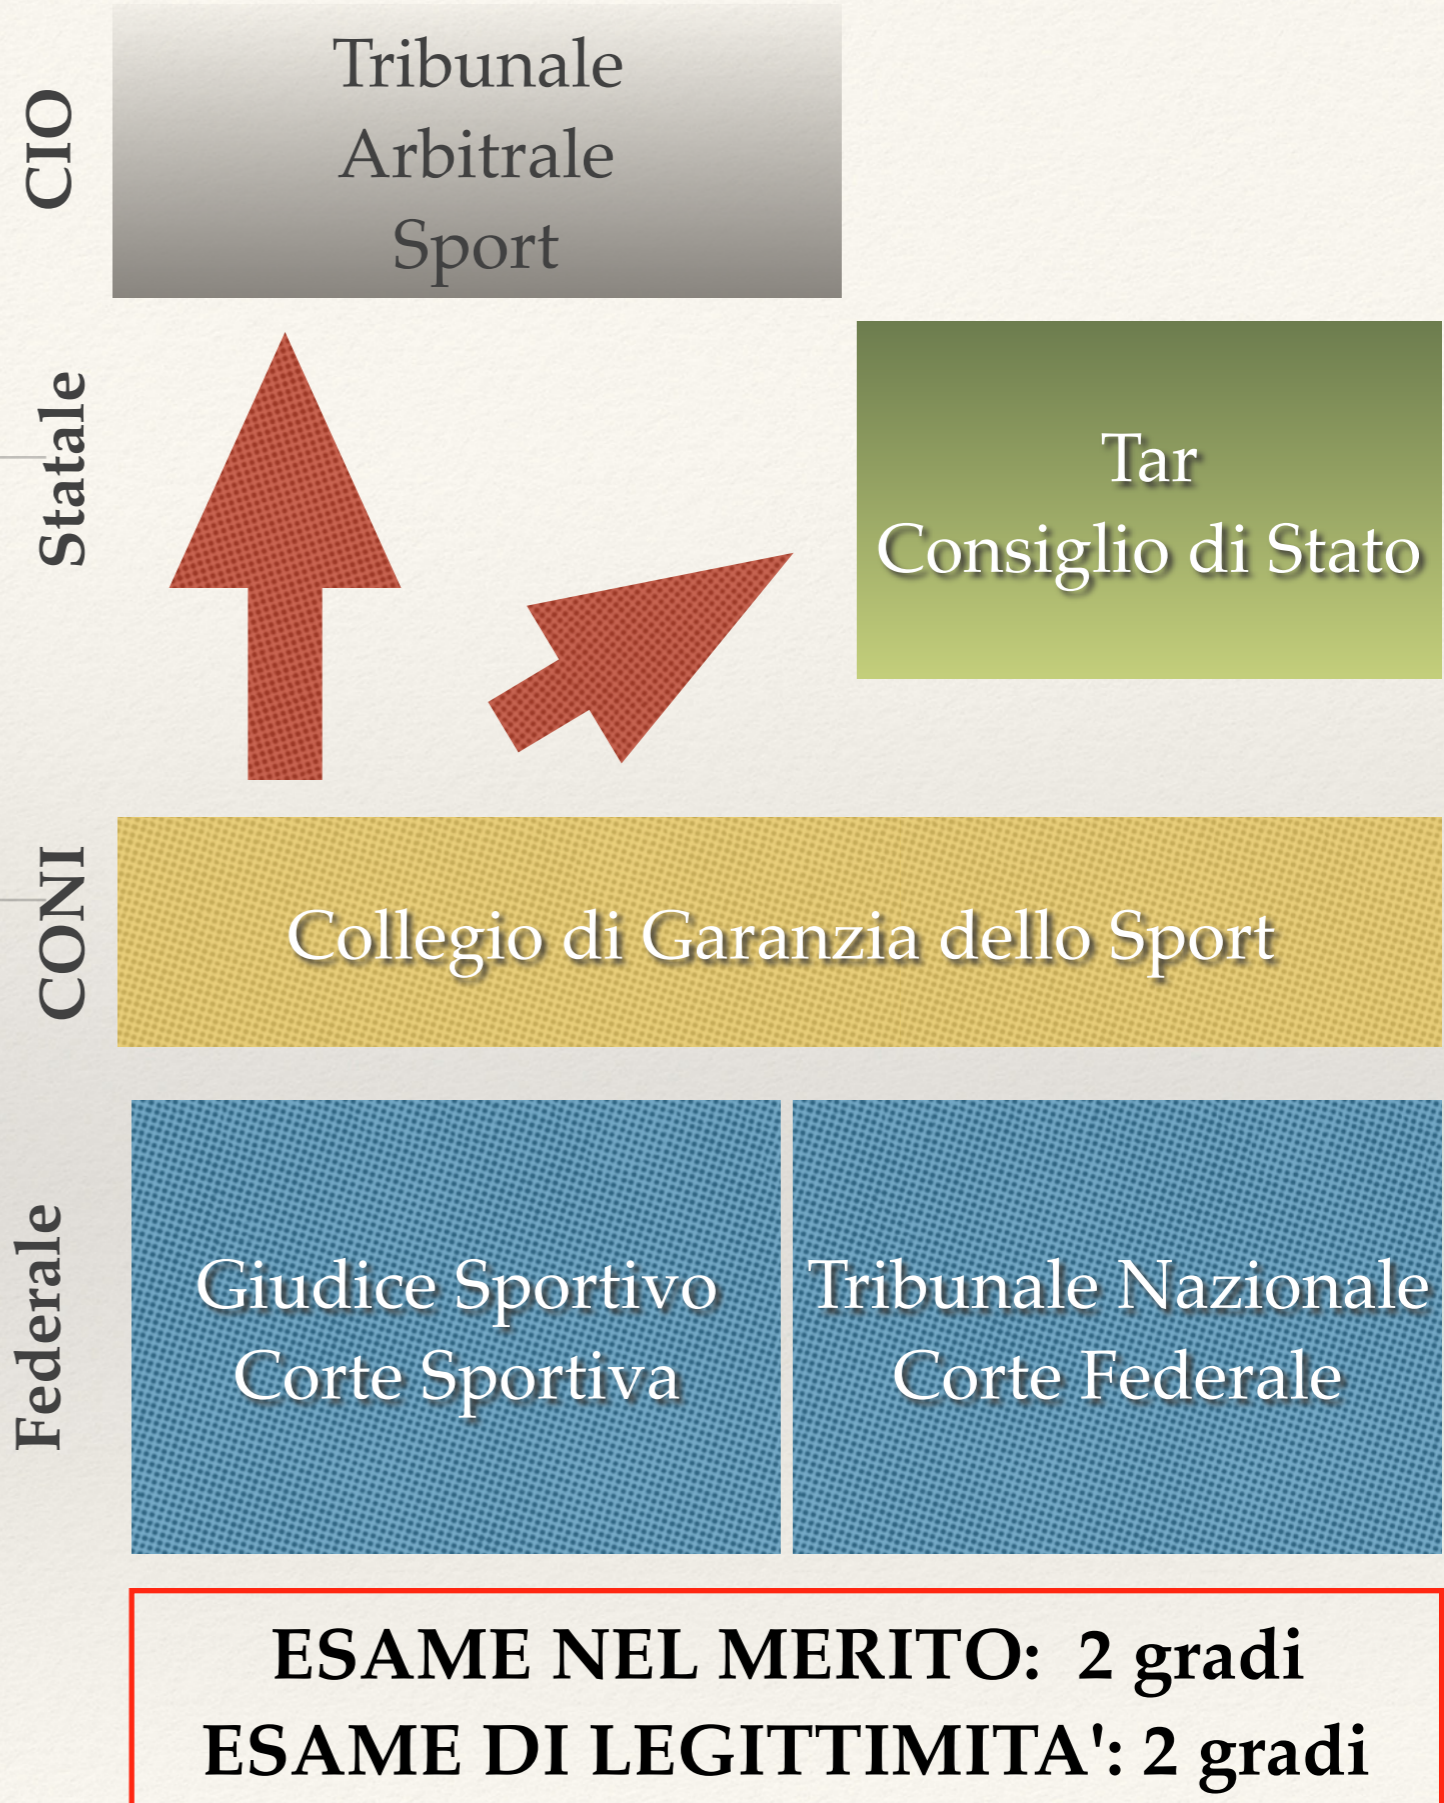 CIO
Tribunale
Arbitrale
Sport
Statale
Tar
Consiglio di Stato
CONI
Collegio di Garanzia dello Sport
Federale
Giudice Sportivo
Corte Sportiva
Tribunale Nazionale
Corte Federale
ESAME NEL MERITO: 2 gradi
ESAME DI LEGITTIMITA': 2 gradi